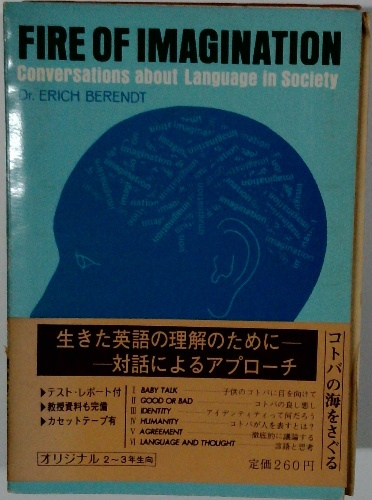 FIRE OF IMAGINATION
Conversations about Language in Society
Dr. ERICH BERENDT
生きた英語の理解のために—
—対話によるアプローチ
▶テスト・レポート付
▶教授資料も完備
▶カセットテープ有
I BABY TALK —— 子供のコトバに目を向けて
II GOOD OR BAD —— コトバの良し悪し
III IDENTITY —— アイデンティティって何だろう
IV HUMANITY —— コトバが人を表すとは?
V AGREEMENT —— 徹底的に議論する
VI LANGUAGE AND THOUGHT —— 言語と思考
オリジナル 2〜3年生向
定価260円
コトバの海をさぐる